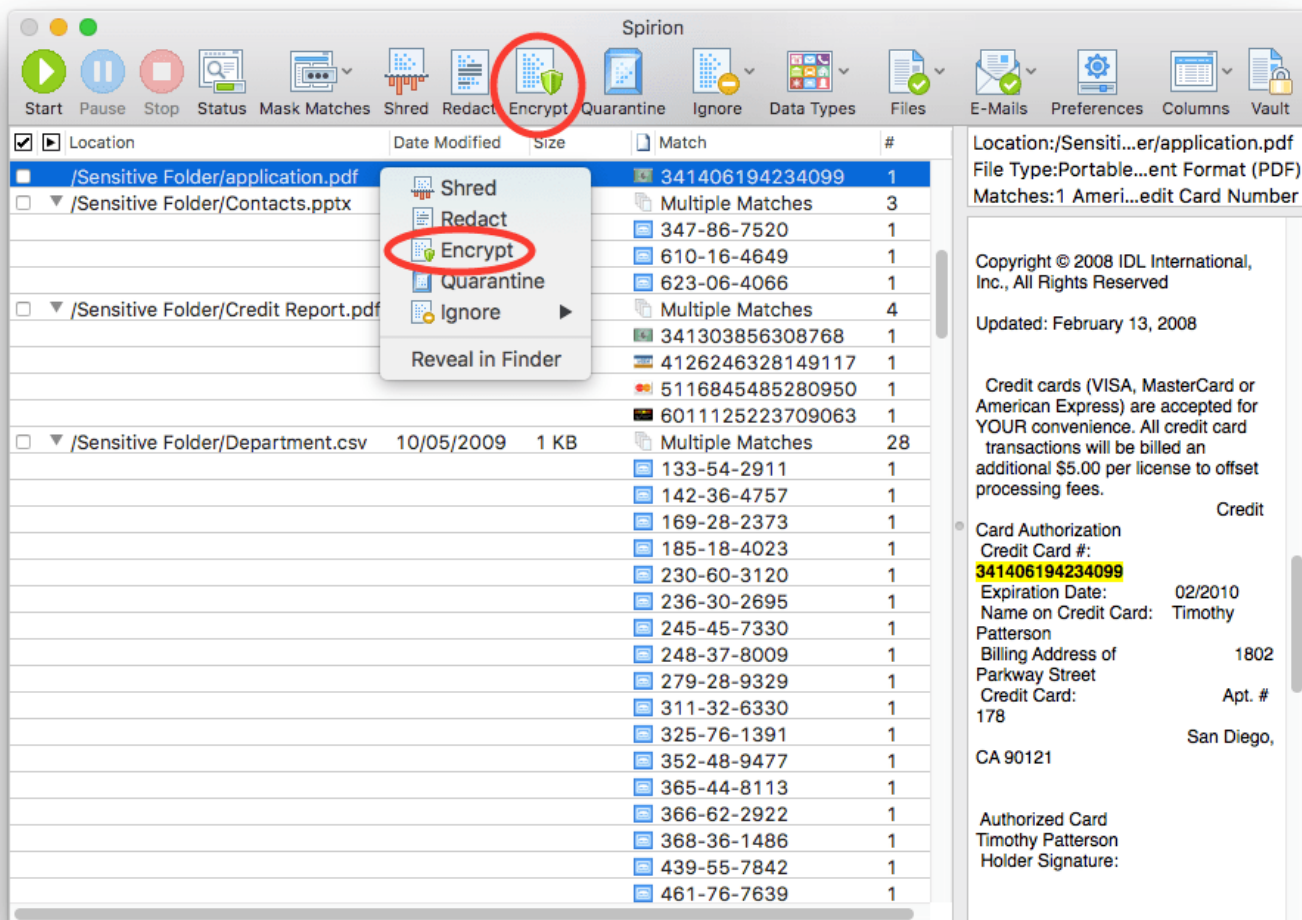 Spirion
Start Pause Stop Status Mask Matches Shred Redact Encrypt Quarantine Ignore Data Types Files E-Mails Preferences Columns Vault
Location Date Modified Size Match #
/Sensitive Folder/application.pdf 341406194234099 1
/Sensitive Folder/Contacts.pptx Multiple Matches 3
347-86-7520 1
610-16-4649 1
623-06-4066 1
/Sensitive Folder/Credit Report.pdf Multiple Matches 4
341303856308768 1
4126246328149117 1
5116845485280950 1
6011125223709063 1
/Sensitive Folder/Department.csv 10/05/2009 1 KB Multiple Matches 28
133-54-2911 1
142-36-4757 1
169-28-2373 1
185-18-4023 1
230-60-3120 1
236-30-2695 1
245-45-7330 1
248-37-8009 1
279-28-9329 1
311-32-6330 1
325-76-1391 1
352-48-9477 1
365-44-8113 1
366-62-2922 1
368-36-1486 1
439-55-7842 1
461-76-7639 1
Shred
Redact
Encrypt
Quarantine
Ignore
Reveal in Finder
Location:/Sensiti...er/application.pdf
File Type:Portable...ent Format (PDF)
Matches:1 Ameri...edit Card Number
Copyright © 2008 IDL International,
Inc., All Rights Reserved
Updated: February 13, 2008
Credit cards (VISA, MasterCard or
American Express) are accepted for
YOUR convenience. All credit card
transactions will be billed an
additional $5.00 per license to offset
processing fees.
Credit
Card Authorization
Credit Card #:
341406194234099
Expiration Date: 02/2010
Name on Credit Card: Timothy
Patterson
Billing Address of 1802
Parkway Street
Credit Card: Apt. #
178
San Diego,
CA 90121
Authorized Card
Timothy Patterson
Holder Signature: